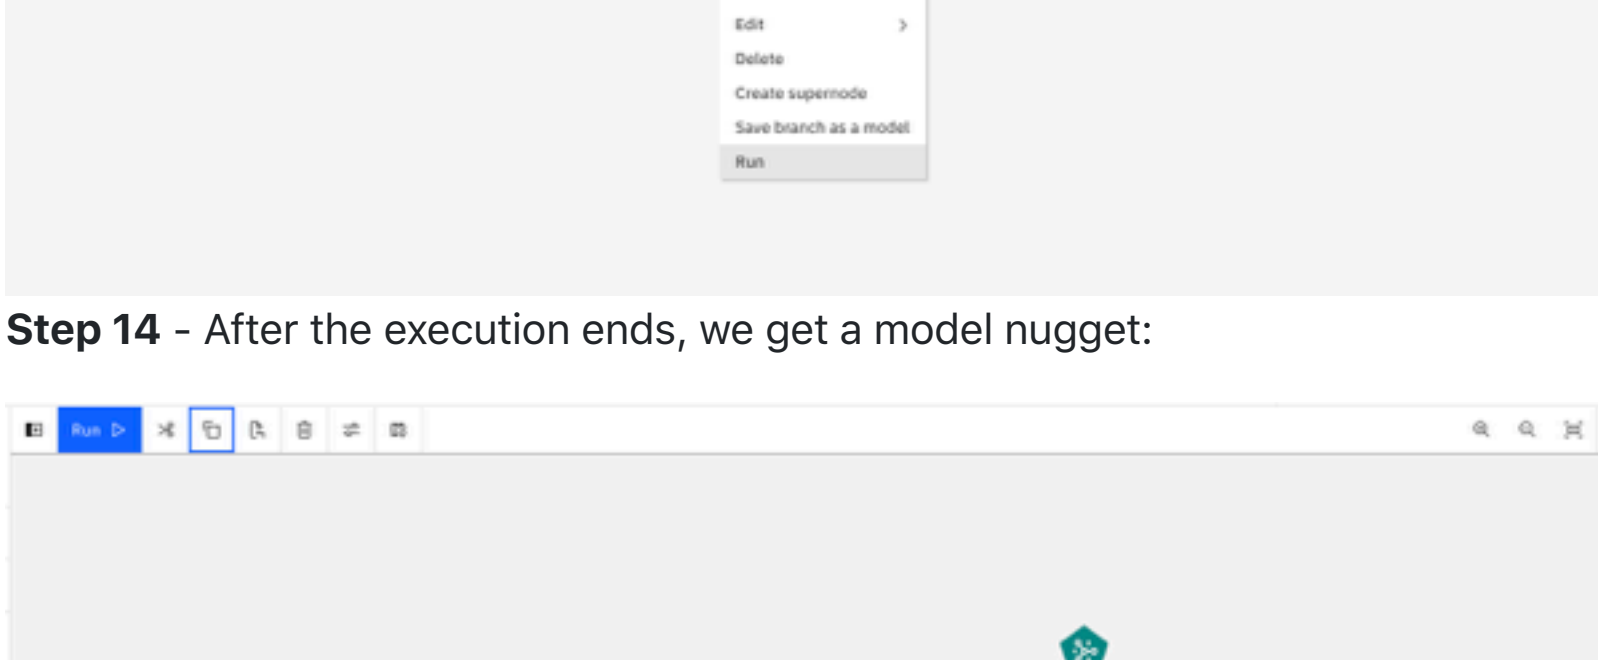 Edit
Delete
Create supernode
Save branch as a model
Run
Step 14 - After the execution ends, we get a model nugget:
Run